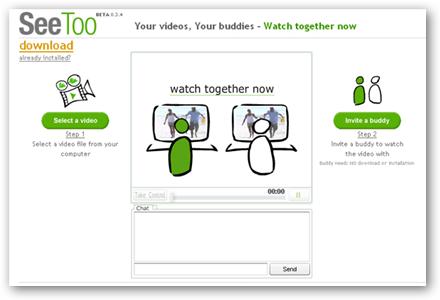 SeeToo BETA 0.3.4
Your videos, Your buddies - Watch together now
download
already installed?
watch together now
Select a video
Step 1
Select a video file from your
computer
Invite a buddy
Step 2
Invite a buddy to watch
the video with
Buddy needs no download or installation
Take Control
00:00
Chat
Send